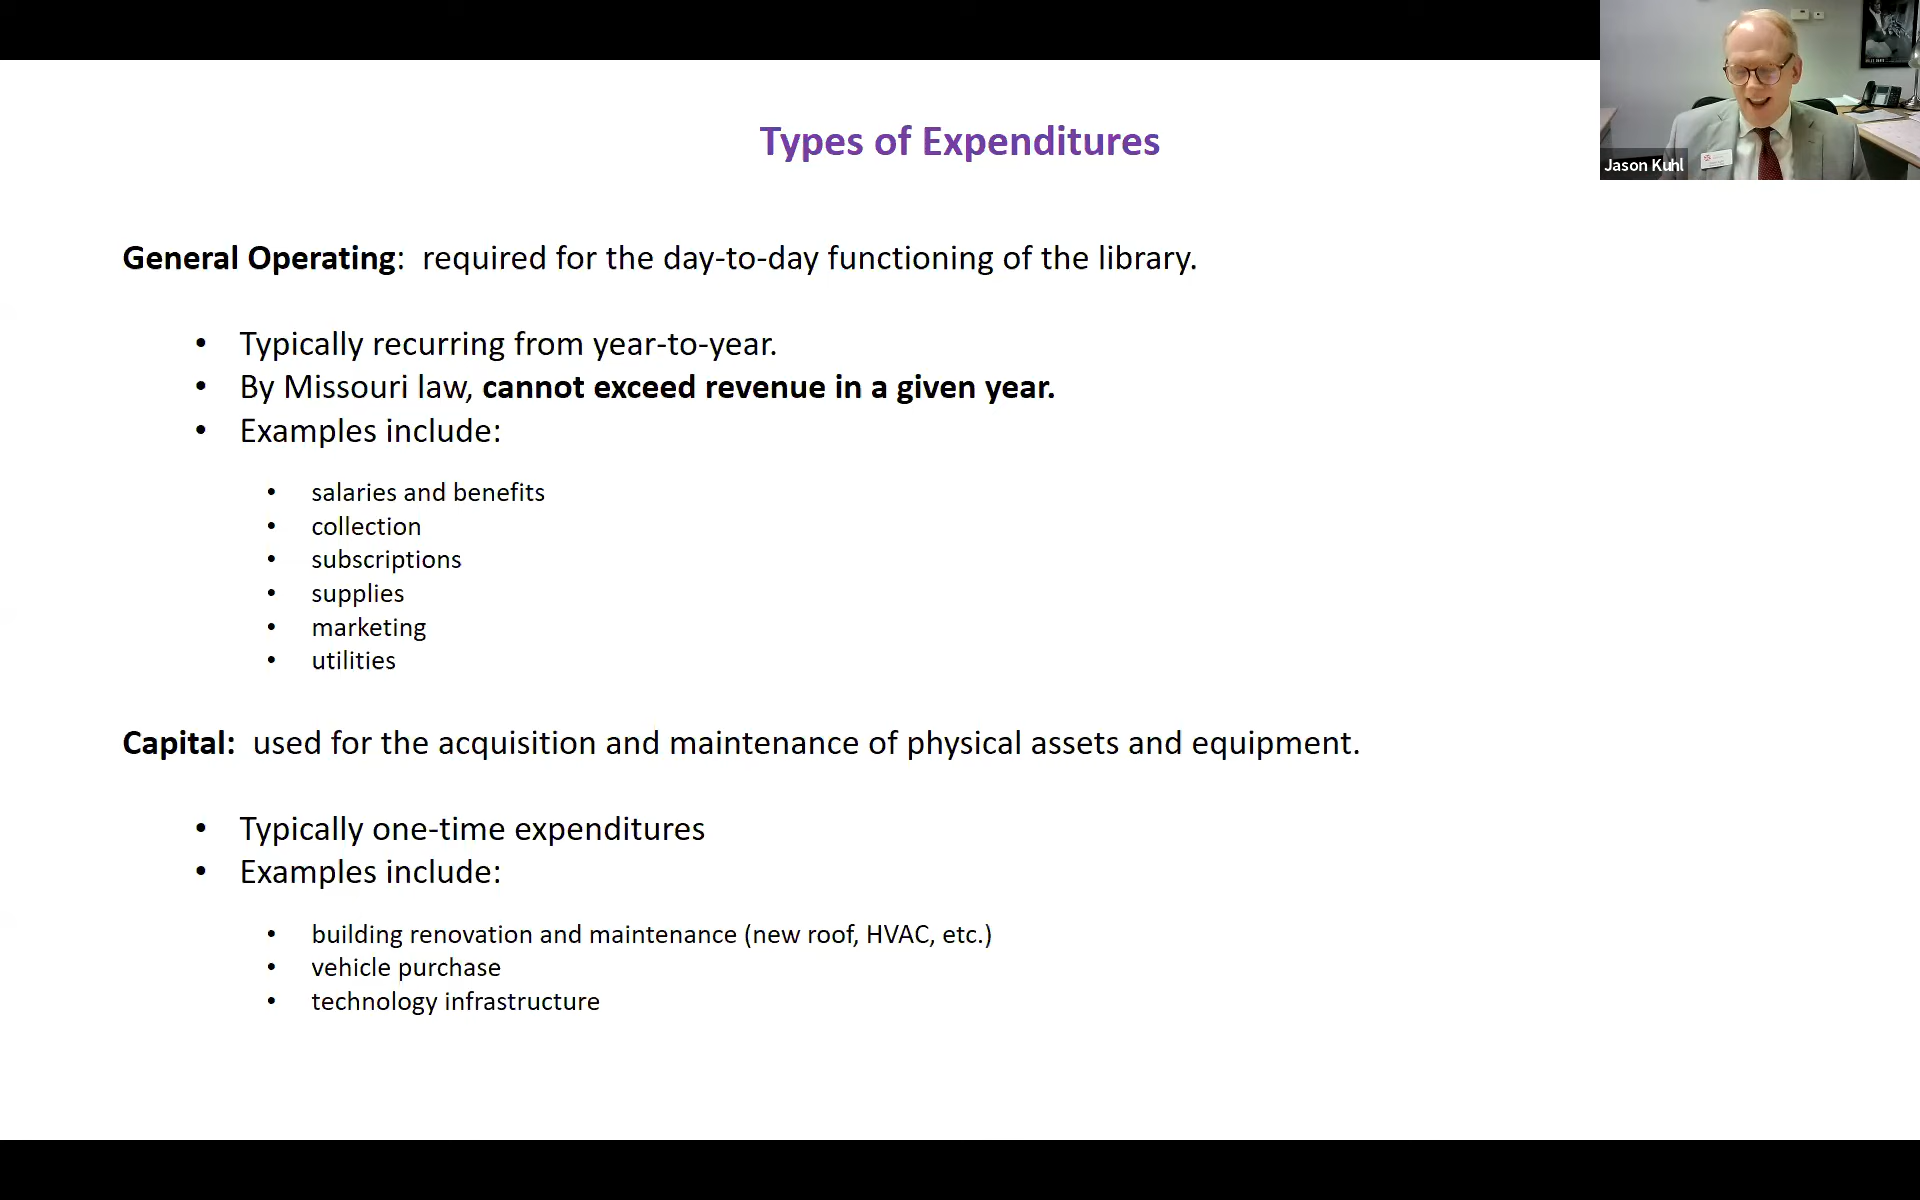 Types of Expenditures
Jason Kuhl
General Operating:  required for the day-to-day functioning of the library.
• Typically recurring from year-to-year.
• By Missouri law, cannot exceed revenue in a given year.
• Examples include:
• salaries and benefits
• collection
• subscriptions
• supplies
• marketing
• utilities
Capital:  used for the acquisition and maintenance of physical assets and equipment.
• Typically one-time expenditures
• Examples include:
• building renovation and maintenance (new roof, HVAC, etc.)
• vehicle purchase
• technology infrastructure